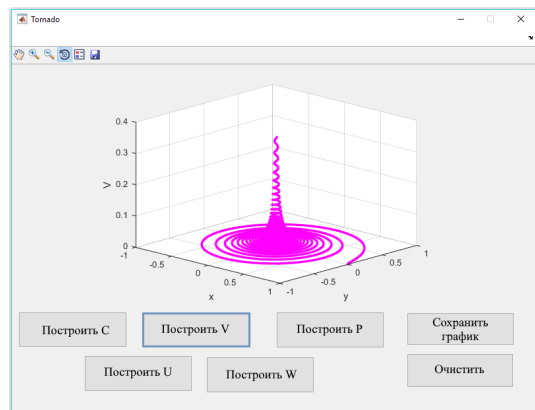 Tornado
0.4
0.3
0.2
0.1
0
V
-1
-0.5
0
0.5
1
x
-1
-0.5
0
0.5
1
y
Построить C
Построить V
Построить P
Сохранить
график
Построить U
Построить W
Очистить